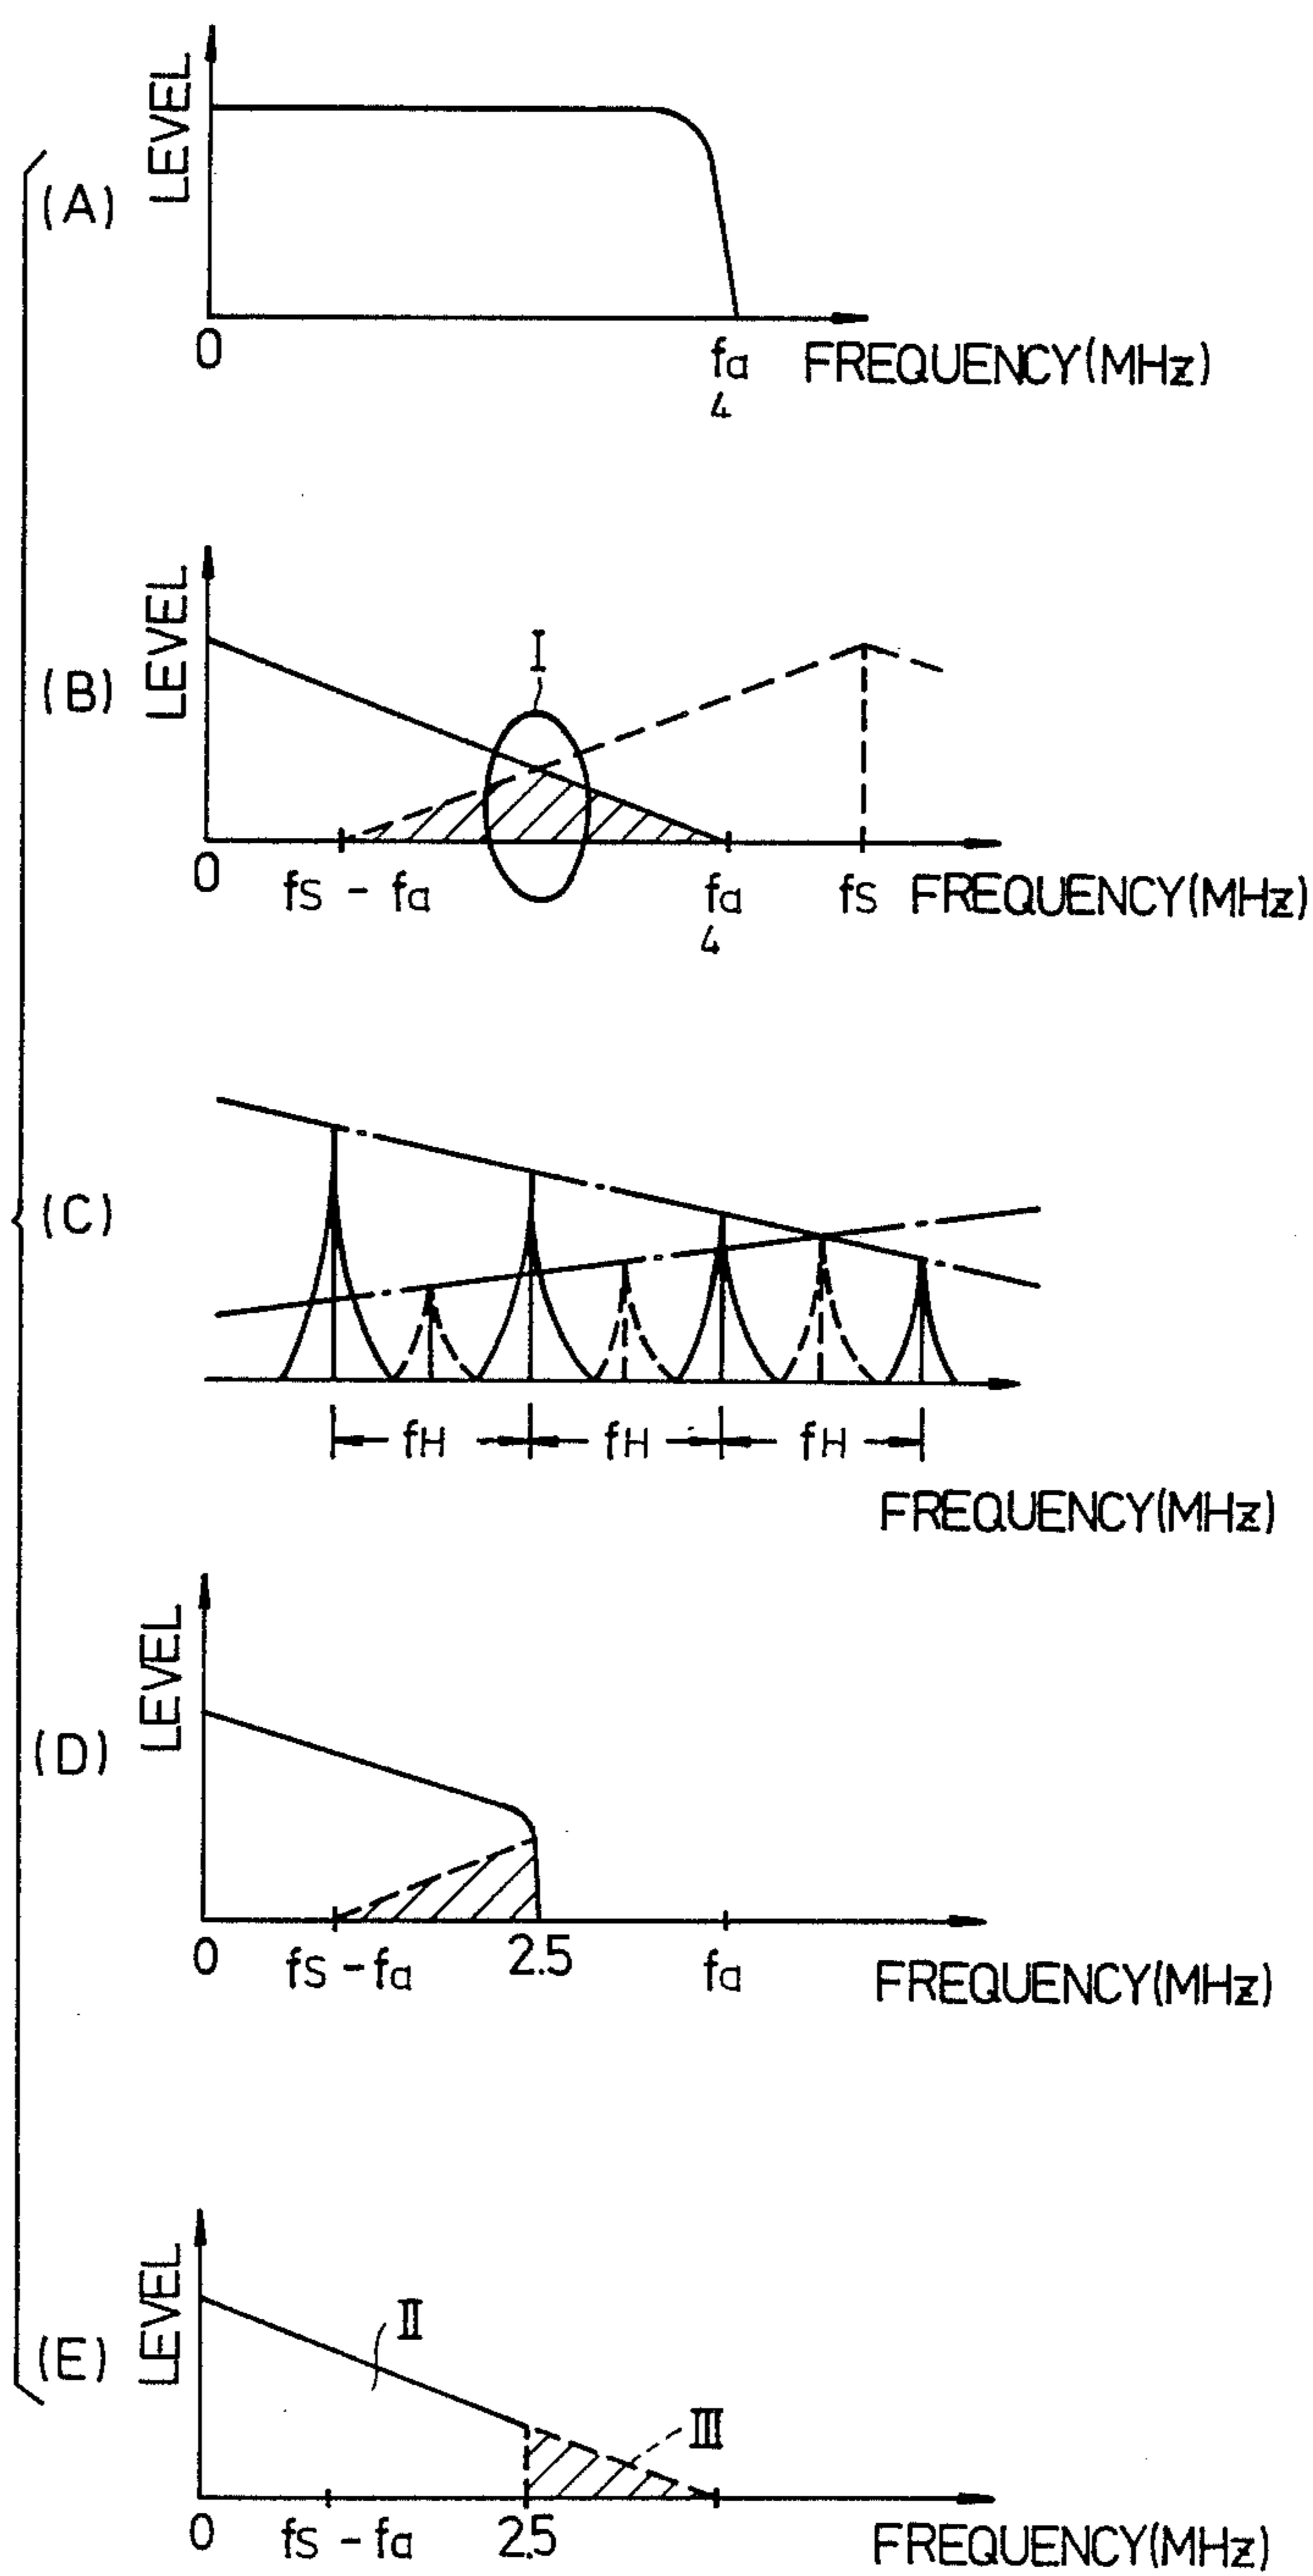 (A)
LEVEL
0
fa
4
FREQUENCY(MHz)
(B)
LEVEL
I
0
fs - fa
fa
4
fs
FREQUENCY(MHz)
(C)
fH
fH
fH
FREQUENCY(MHz)
(D)
LEVEL
0
fs - fa
2.5
fa
FREQUENCY(MHz)
(E)
LEVEL
II
III
0
fs - fa
2.5
FREQUENCY(MHz)